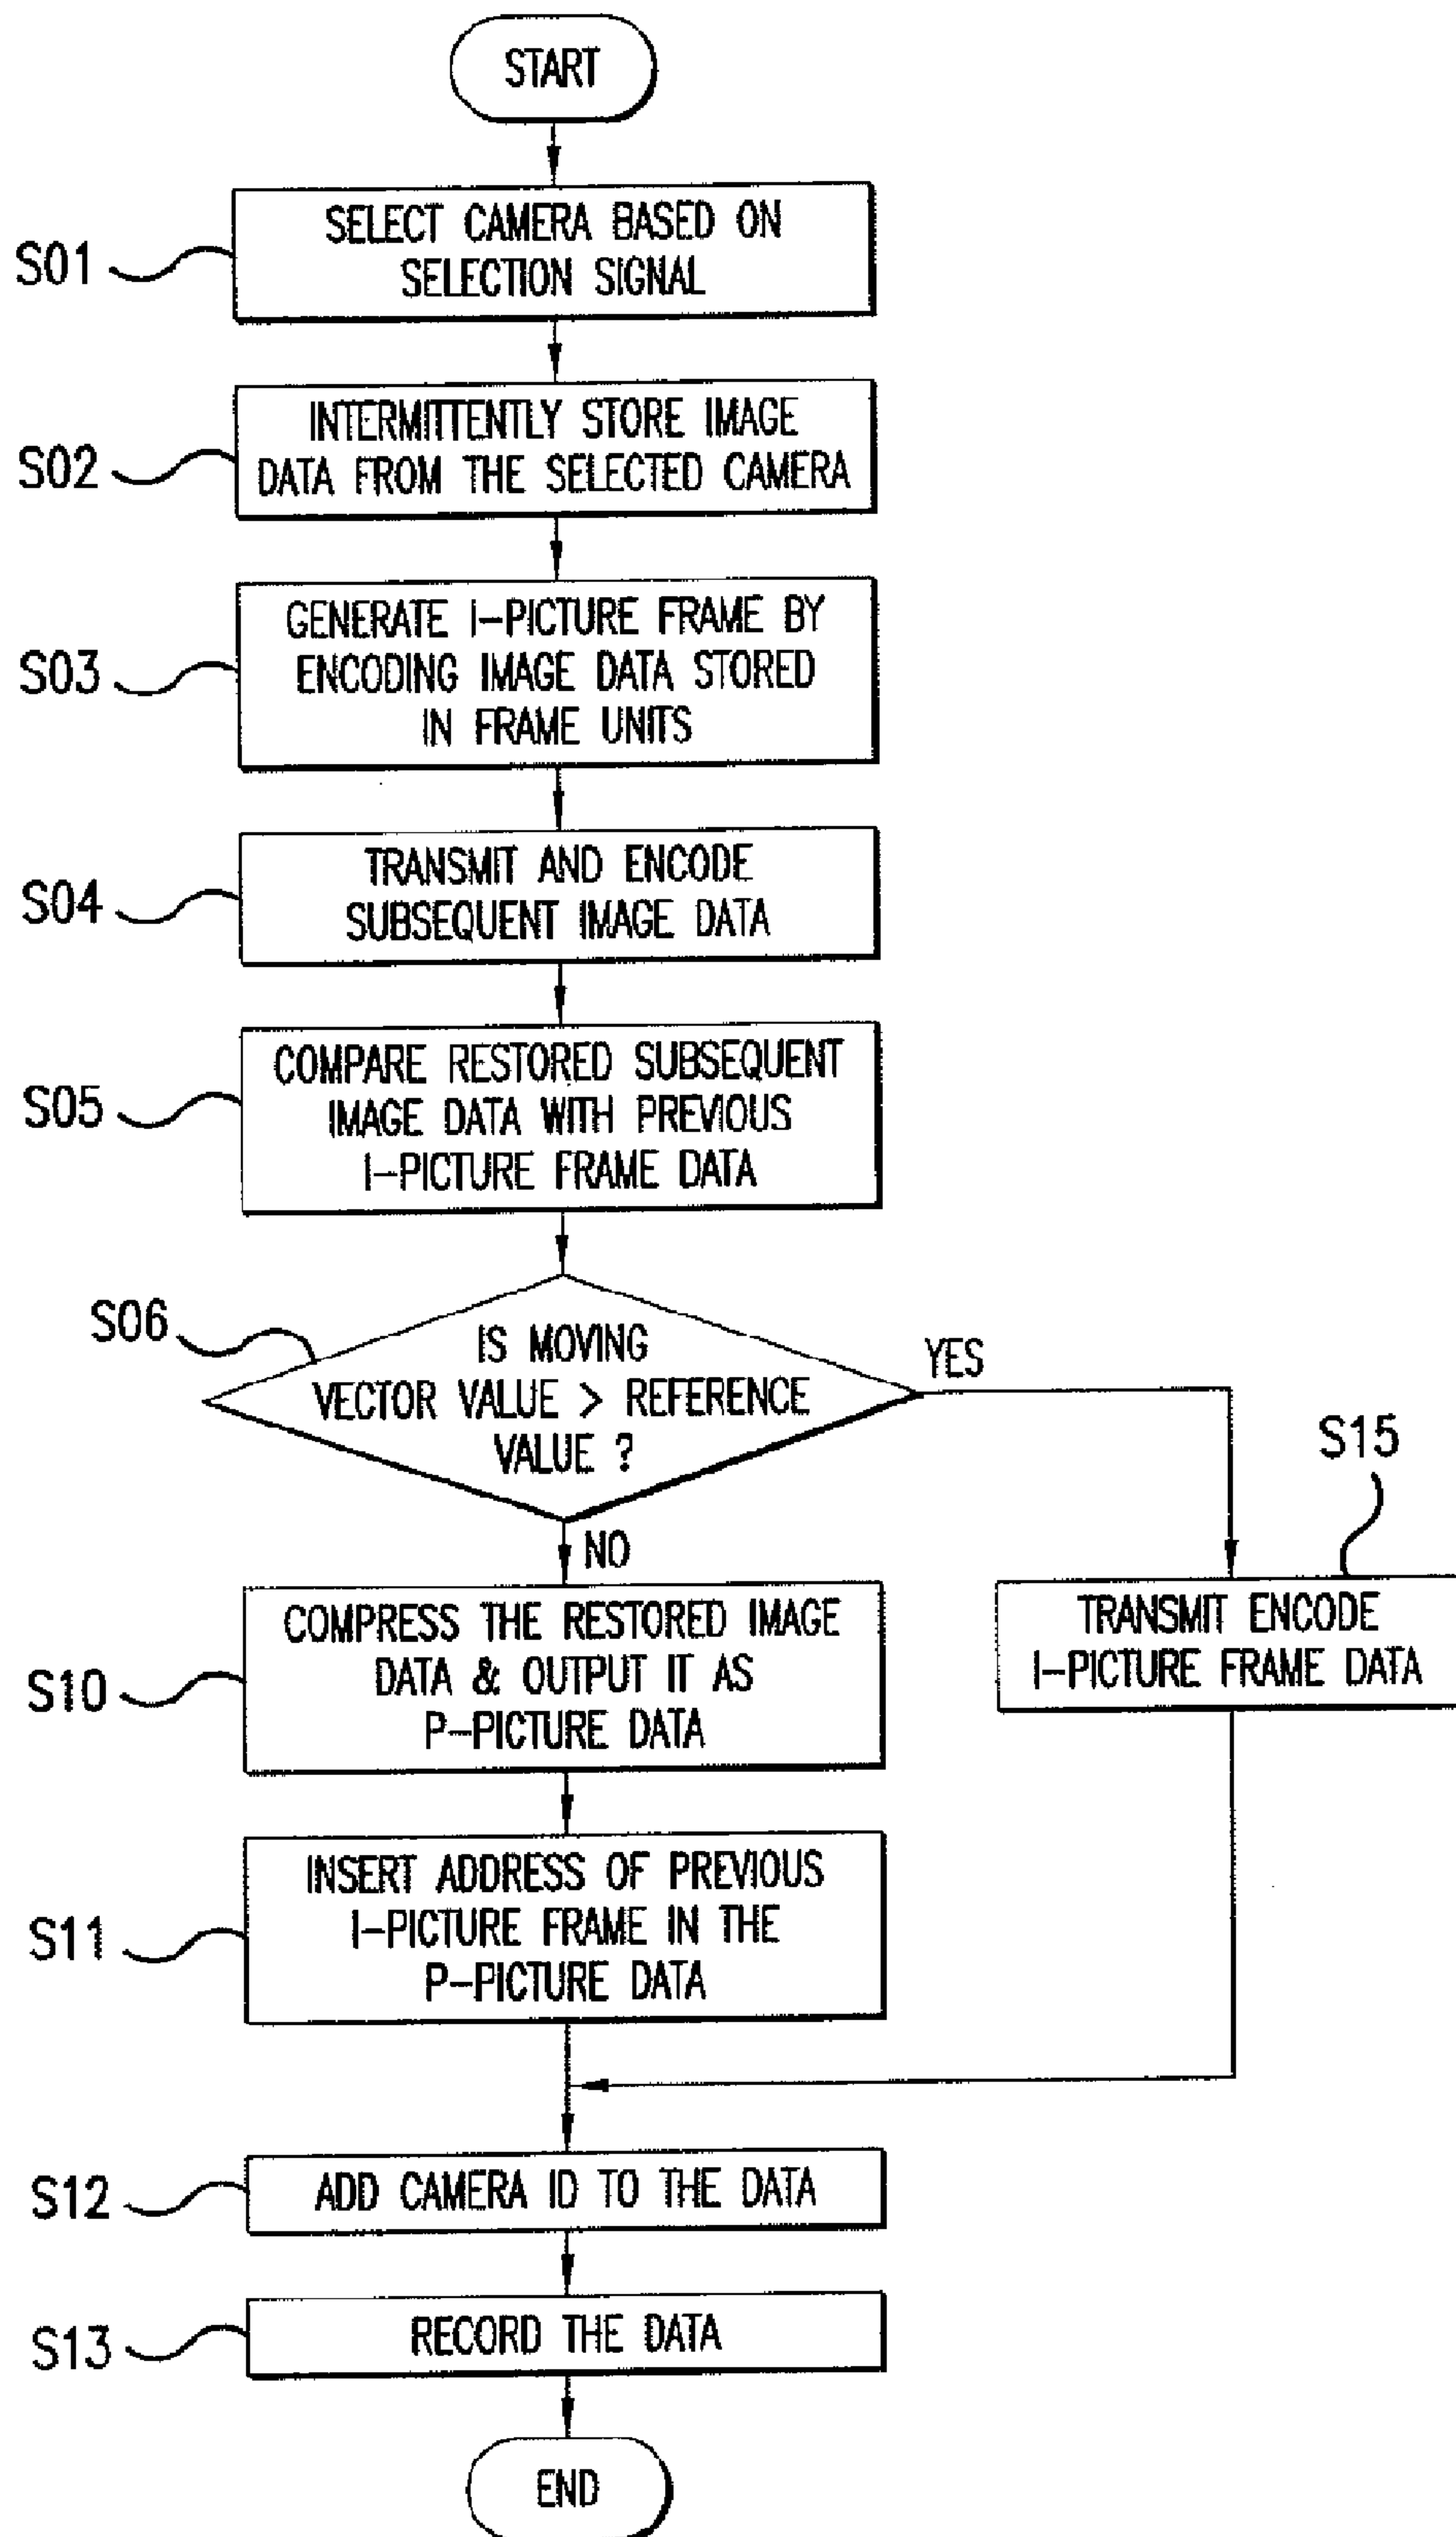 START
S01
SELECT CAMERA BASED ON
SELECTION SIGNAL
S02
INTERMITTENTLY STORE IMAGE
DATA FROM THE SELECTED CAMERA
S03
GENERATE I-PICTURE FRAME BY
ENCODING IMAGE DATA STORED
IN FRAME UNITS
S04
TRANSMIT AND ENCODE
SUBSEQUENT IMAGE DATA
S05
COMPARE RESTORED SUBSEQUENT
IMAGE DATA WITH PREVIOUS
I-PICTURE FRAME DATA
S06
IS MOVING
VECTOR VALUE > REFERENCE
VALUE ?
YES
NO
S15
TRANSMIT ENCODE
I-PICTURE FRAME DATA
S10
COMPRESS THE RESTORED IMAGE
DATA & OUTPUT IT AS
P-PICTURE DATA
S11
INSERT ADDRESS OF PREVIOUS
I-PICTURE FRAME IN THE
P-PICTURE DATA
S12
ADD CAMERA ID TO THE DATA
S13
RECORD THE DATA
END